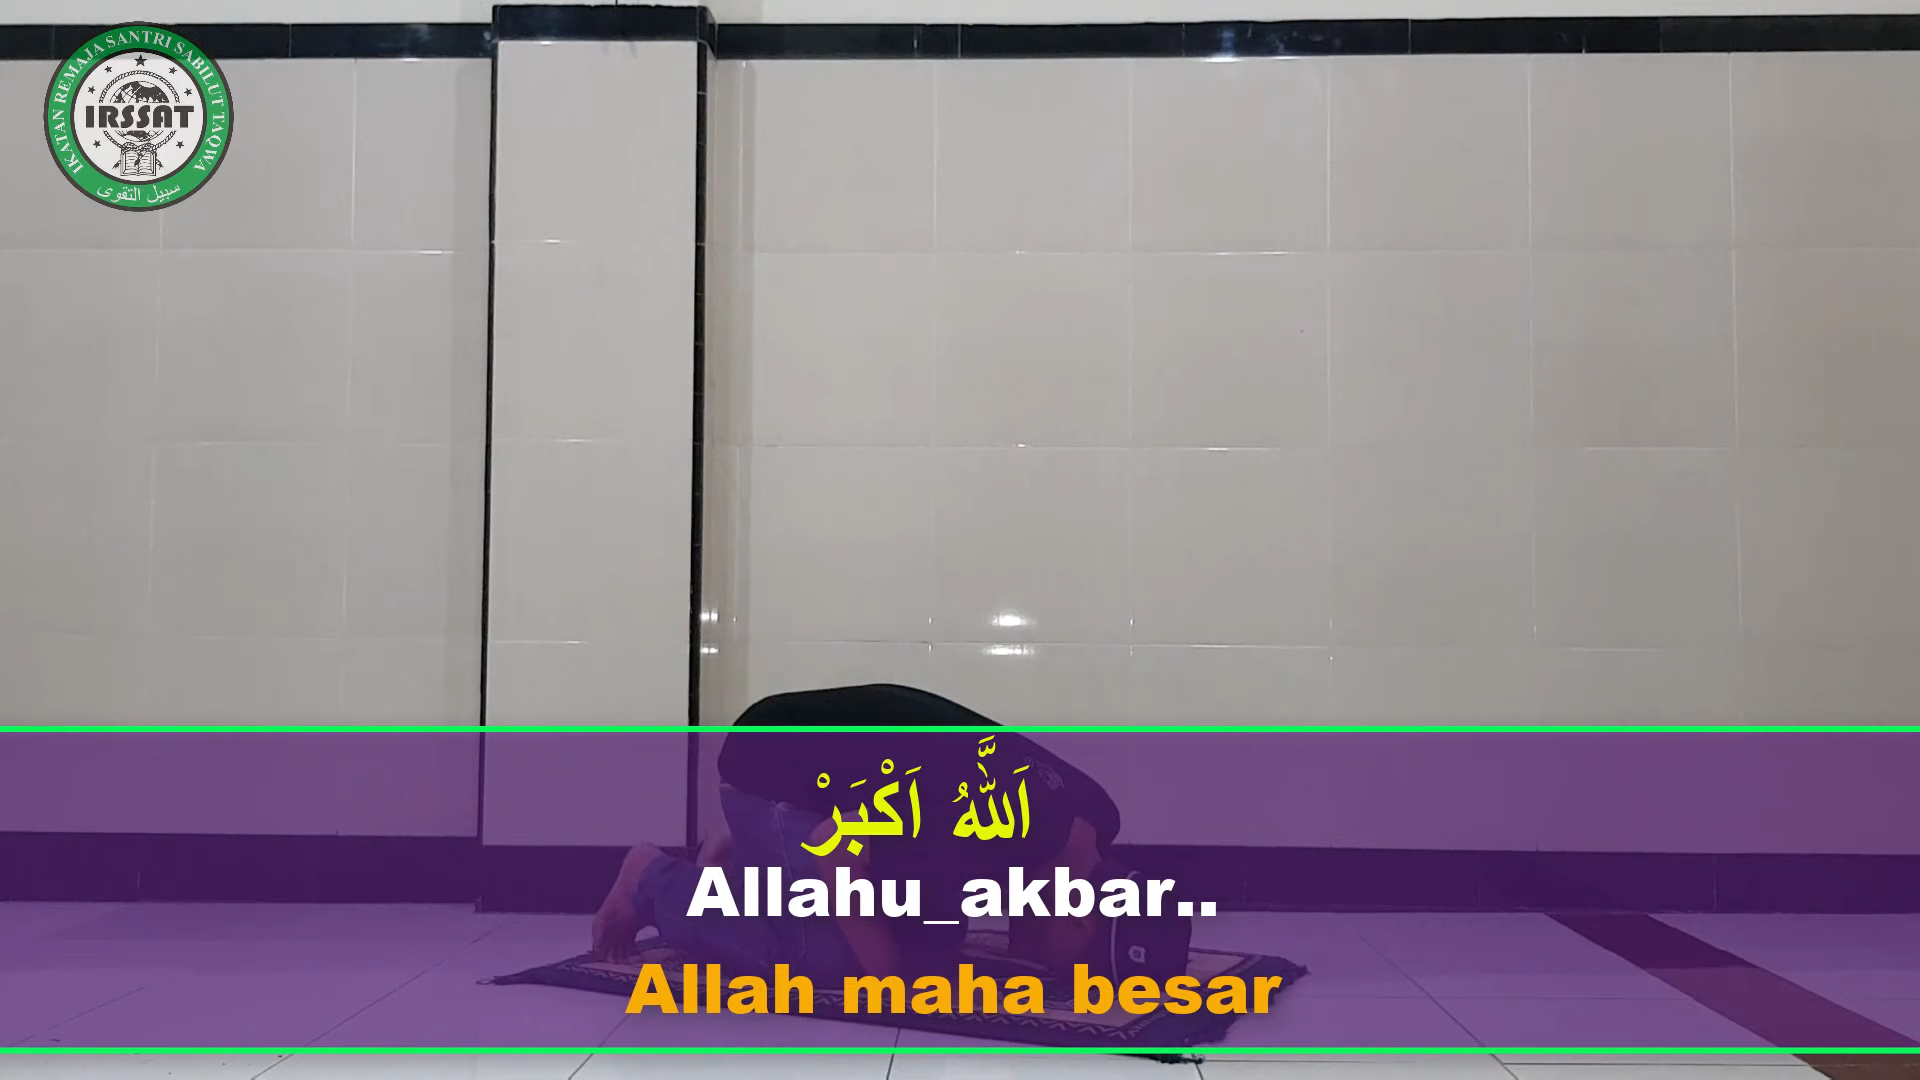 IKATAN REMAJA SANTRI SABILUT TAQWA
IRSSAT
سبيل التقوى
اَللَّهُ اَكْبَرْ
Allahu_akbar..
Allah maha besar